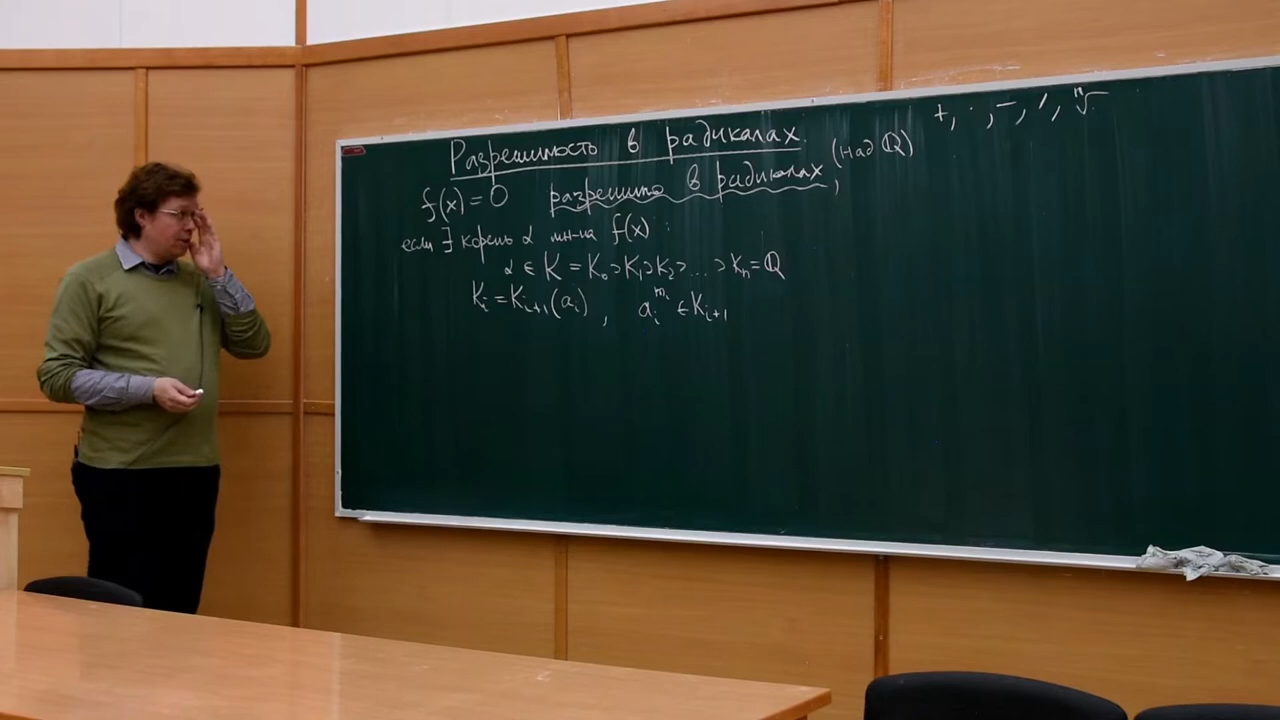 +, ·, −, /, ⁿ√
Разрешимость в радикалах.
f(x) = 0 разрешимо в радикалах, (над ℚ)
если ∃ корень α мн-на f(x) :
α ∈ K = K₀ ⊃ K₁ ⊃ K₂ ⊃ ... ⊃ Kₙ = ℚ
Kᵢ = Kᵢ₊₁(aᵢ) , aᵢ^mᵢ ∈ Kᵢ₊₁